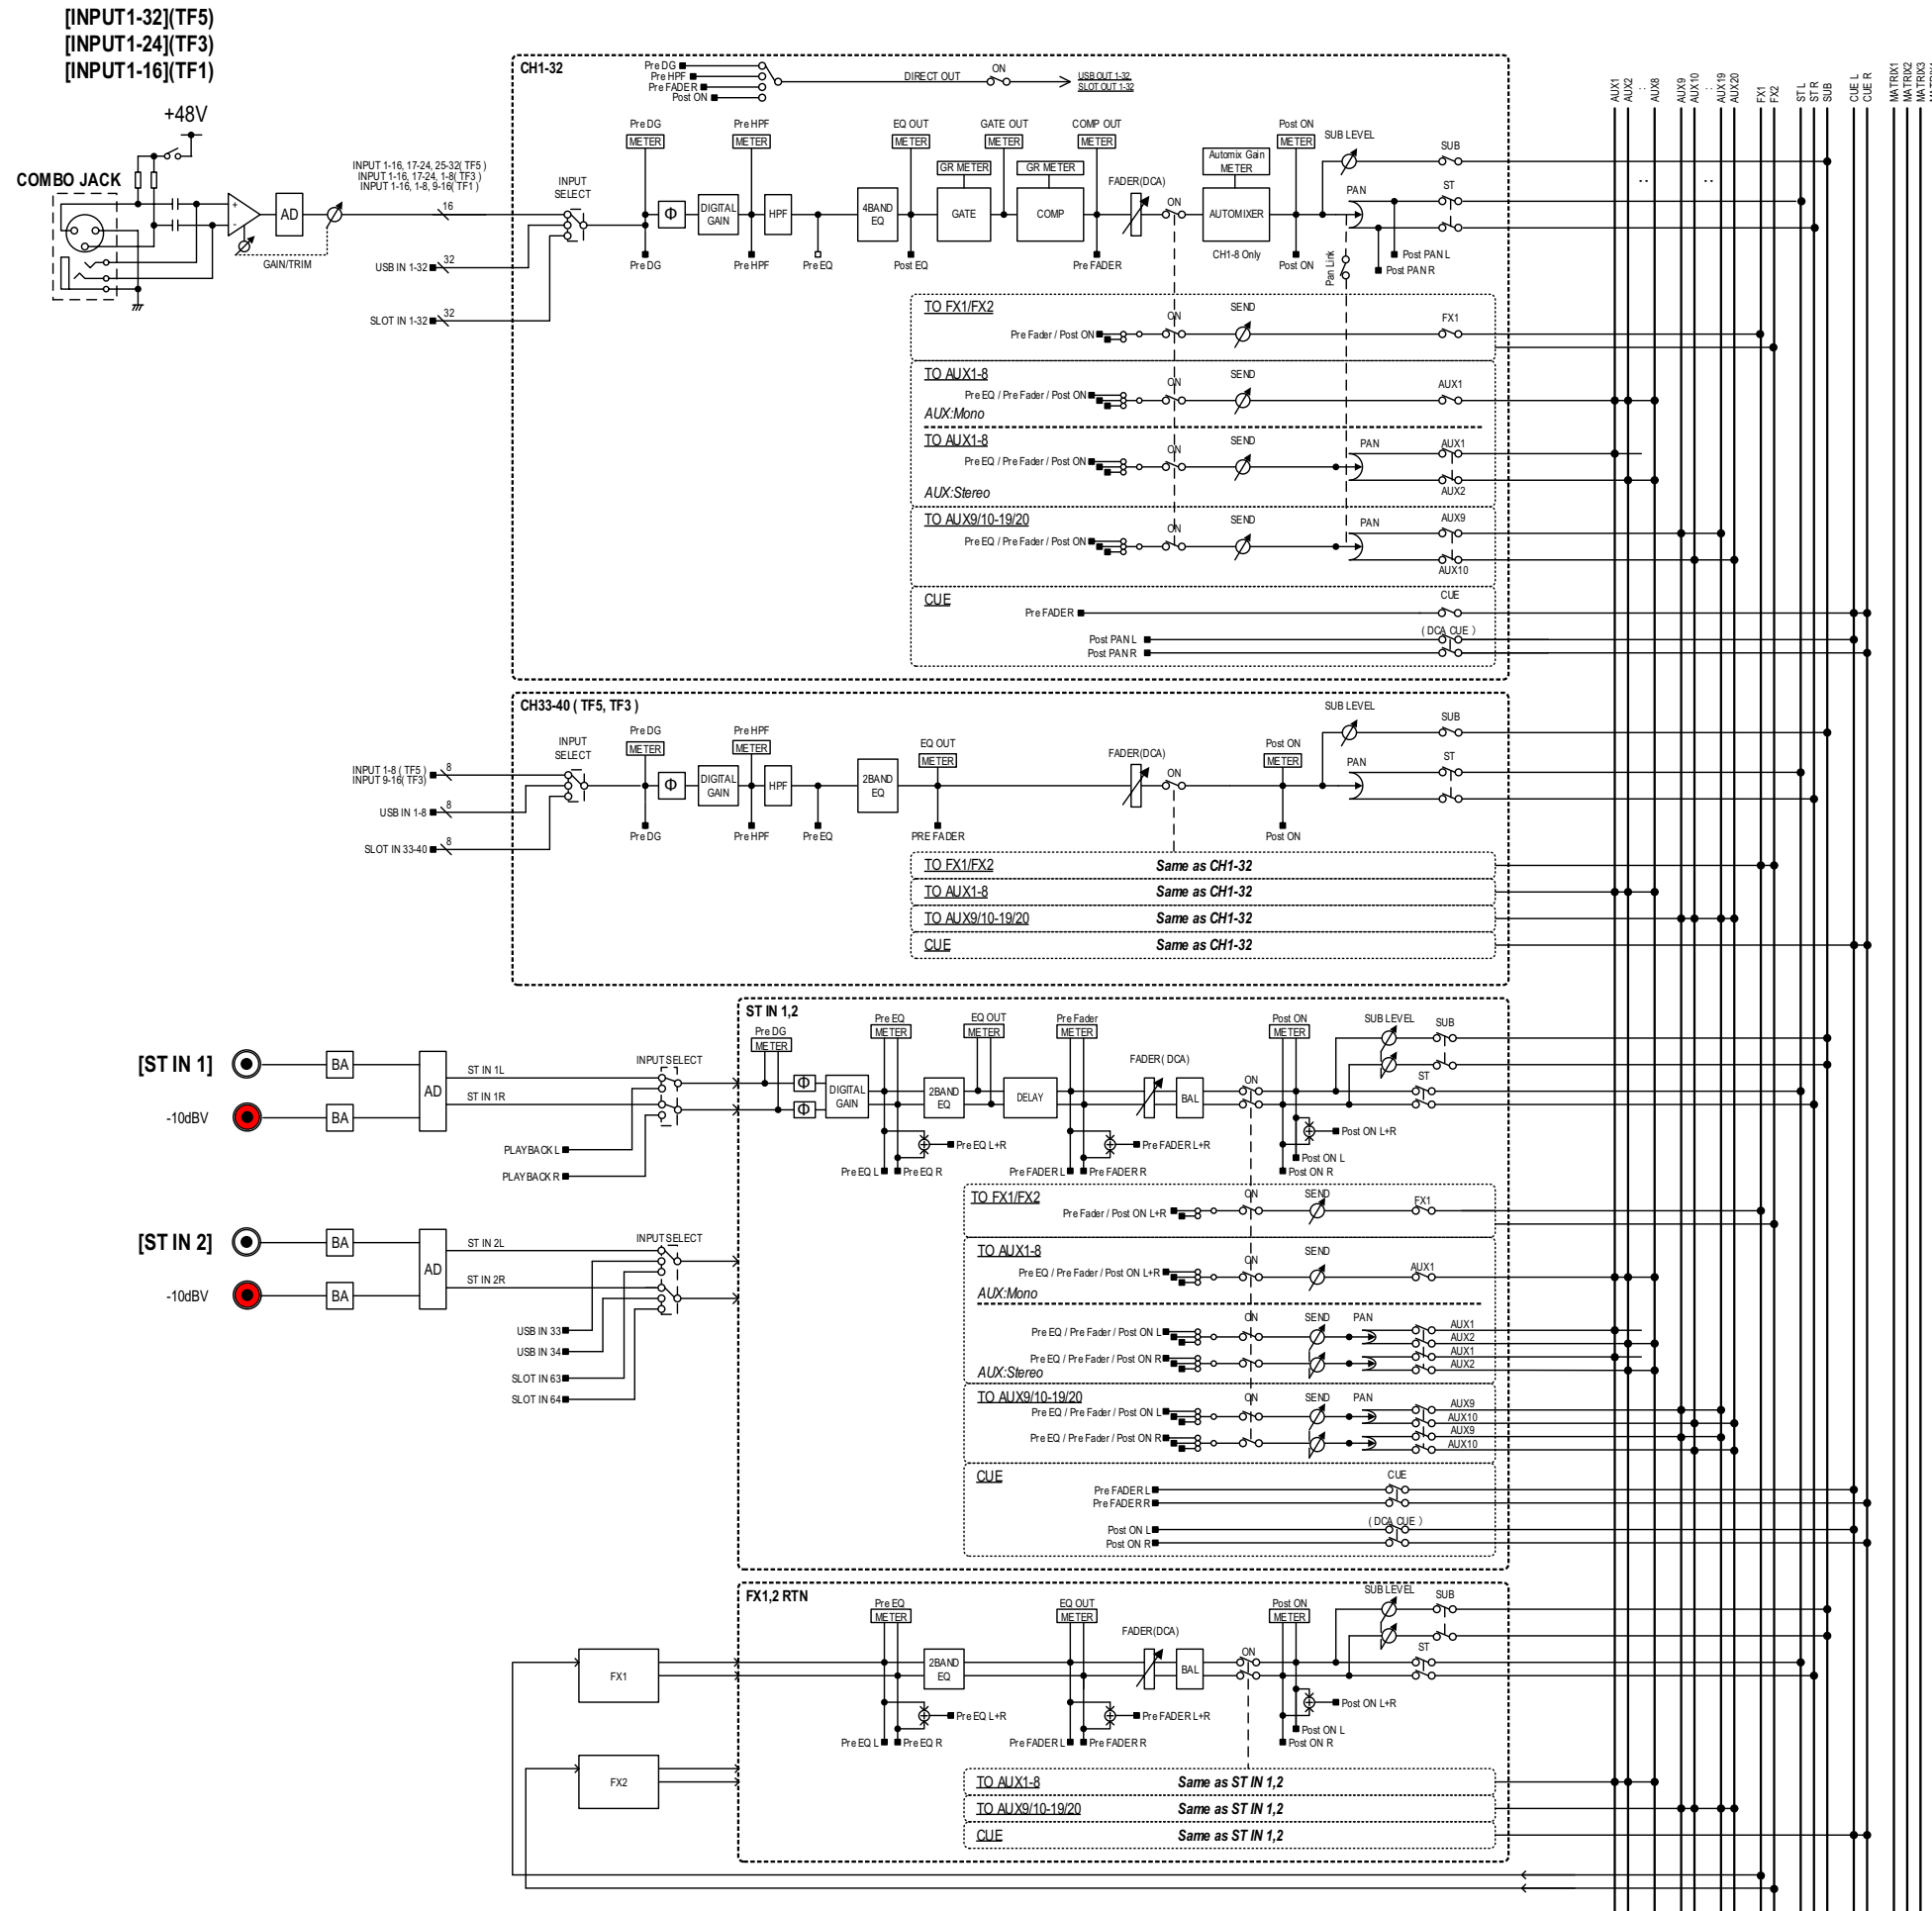 [INPUT1-32](TF5)
[INPUT1-24](TF3)
[INPUT1-16](TF1)
+48V
COMBO JACK
AD
GAIN/TRIM
INPUT 1-16, 17-24, 25-32( TF5 )
INPUT 1-16, 17-24, 1-8( TF3 )
INPUT 1-16, 1-8, 9-16( TF1 )
16
USB IN 1-32
32
SLOT IN 1-32
32
CH1-32
Pre DG
Pre HPF
Pre FADER
Post ON
DIRECT OUT
ON
USB OUT 1-32
SLOT OUT 1-32
INPUT
SELECT
Pre DG
METER
Pre HPF
METER
EQ OUT
METER
GATE OUT
METER
COMP OUT
METER
GR METER
GR METER
Automix Gain
METER
Post ON
METER
SUB LEVEL
SUB
Φ
DIGITAL
GAIN
HPF
4BAND
EQ
GATE
COMP
FADER(DCA)
ON
AUTOMIXER
CH1-8 Only
PAN
ST
Pre DG
Pre HPF
Pre EQ
Post EQ
Pre FADER
Post ON
Pan Link
Post PAN L
Post PAN R
TO FX1/FX2
Pre Fader / Post ON
ON
SEND
FX1
TO AUX1-8
Pre EQ / Pre Fader / Post ON
ON
SEND
AUX1
AUX:Mono
TO AUX1-8
Pre EQ / Pre Fader / Post ON
ON
SEND
PAN
AUX1
AUX2
AUX:Stereo
TO AUX9/10-19/20
Pre EQ / Pre Fader / Post ON
ON
SEND
PAN
AUX9
AUX10
CUE
Pre FADER
CUE
Post PAN L
Post PAN R
( DCA CUE )
AUX1
AUX2
:
AUX8
AUX9
AUX10
:
AUX19
AUX20
FX1
FX2
ST L
ST R
SUB
CUE L
CUE R
MATRIX1
MATRIX2
MATRIX3
CH33-40 ( TF5, TF3 )
INPUT 1-8 ( TF5 )
INPUT 9-16( TF3)
8
USB IN 1-8
8
SLOT IN 33-40
8
INPUT
SELECT
Pre DG
METER
Pre HPF
METER
EQ OUT
METER
FADER(DCA)
ON
Post ON
METER
SUB LEVEL
SUB
PAN
ST
Φ
DIGITAL
GAIN
HPF
2BAND
EQ
Pre DG
Pre HPF
Pre EQ
PRE FADER
Post ON
TO FX1/FX2
Same as CH1-32
TO AUX1-8
Same as CH1-32
TO AUX9/10-19/20
Same as CH1-32
CUE
Same as CH1-32
[ST IN 1]
-10dBV
BA
BA
AD
ST IN 1L
ST IN 1R
INPUT SELECT
PLAYBACK L
PLAYBACK R
[ST IN 2]
-10dBV
BA
BA
AD
ST IN 2L
ST IN 2R
INPUT SELECT
USB IN 33
USB IN 34
SLOT IN 63
SLOT IN 64
ST IN 1,2
Pre DG
METER
Pre EQ
METER
EQ OUT
METER
Pre Fader
METER
Post ON
METER
SUB LEVEL
SUB
Φ
Φ
DIGITAL
GAIN
2BAND
EQ
DELAY
FADER( DCA)
BAL
ON
ST
Pre EQ L+R
Pre EQ L
Pre EQ R
Pre FADER L+R
Pre FADER L
Pre FADER R
Post ON L+R
Post ON L
Post ON R
TO FX1/FX2
Pre Fader / Post ON L+R
ON
SEND
FX1
TO AUX1-8
Pre EQ / Pre Fader / Post ON L+R
ON
SEND
AUX1
AUX:Mono
Pre EQ / Pre Fader / Post ON L
Pre EQ / Pre Fader / Post ON R
ON
SEND
PAN
AUX1
AUX2
AUX1
AUX2
AUX:Stereo
TO AUX9/10-19/20
Pre EQ / Pre Fader / Post ON L
Pre EQ / Pre Fader / Post ON R
ON
SEND
PAN
AUX9
AUX10
AUX9
AUX10
CUE
Pre FADER L
Pre FADER R
CUE
Post ON L
Post ON R
( DCA CUE )
FX1,2 RTN
FX1
FX2
Pre EQ
METER
EQ OUT
METER
Post ON
METER
SUB LEVEL
SUB
2BAND
EQ
FADER(DCA)
BAL
ON
ST
Pre EQ L+R
Pre EQ L
Pre EQ R
Pre FADER L+R
Pre FADER L
Pre FADER R
Post ON L+R
Post ON L
Post ON R
TO AUX1-8
Same as ST IN 1,2
TO AUX9/10-19/20
Same as ST IN 1,2
CUE
Same as ST IN 1,2